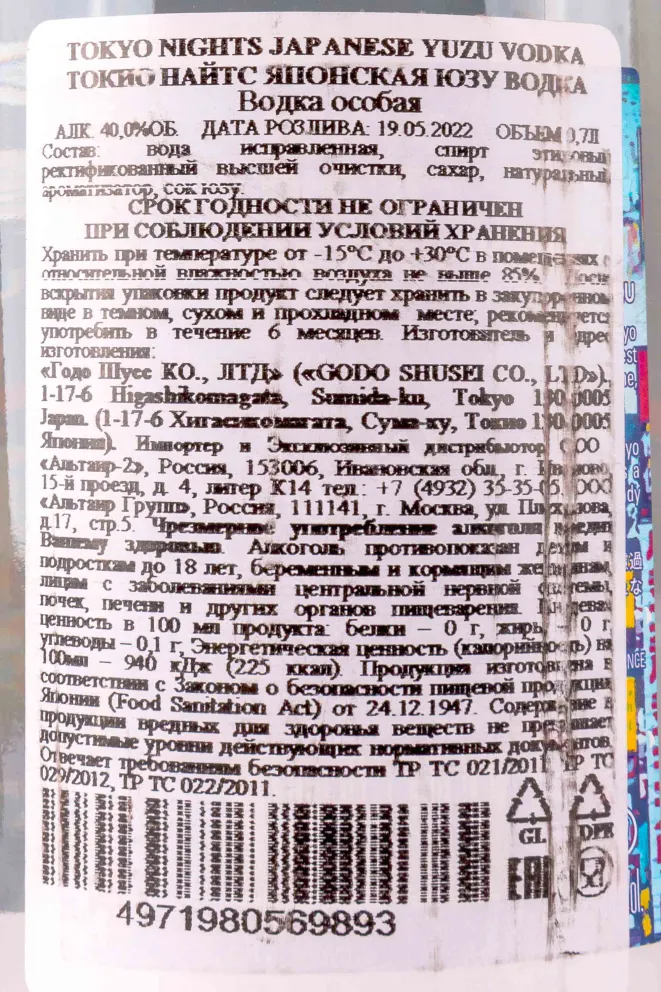 TOKYO NIGHTS JAPANESE YUZU VODKA
ТОКИО НАЙТС ЯПОНСКАЯ ЮЗУ ВОДКА
Водка особая
АЛК. 40,0%ОБ. ДАТА РОЗЛИВА: 19.05.2022 ОБЪЕМ 0,7Л
Состав: вода исправленная, спирт этиловый
ректификованный высшей очистки, сахар, натуральный
ароматизатор, сок юзу.
СРОК ГОДНОСТИ НЕ ОГРАНИЧЕН
ПРИ СОБЛЮДЕНИИ УСЛОВИЙ ХРАНЕНИЯ
Хранить при температуре от -15°C до +30°C в помещениях с
относительной влажностью воздуха не выше 85%. После
вскрытия упаковки продукт следует хранить в закупоренном
виде в темном, сухом и прохладном месте; рекомендуется
употребить в течение 6 месяцев. Изготовитель и адрес
изготовления:
«Годо Шусе КО., ЛТД» («GODO SHUSEI CO., LTD»),
1-17-6 Higashikomagata, Sumida-ku, Tokyo 130,0005
Japan. (1-17-6 Хигасикомагата, Сума-ку, Токио 130,0005
Япония). Импортер и Эксклюзивный дистрибьютор ООО
«Альтаир-2», Россия, 153006, Ивановская обл., г. Иваново,
15-й проезд, д. 4, литер К14 тел.: +7 (4932) 35-35-05. ООО
«Альтаир Групп», Россия, 111141, г. Москва, ул. Плеханова,
д.17, стр.5. Чрезмерное употребление алкоголя вредит
Вашему здоровью. Алкоголь противопоказан детям и
подросткам до 18 лет, беременным и кормящим женщинам,
лицам с заболеваниями центральной нервной системы,
почек, печени и других органов пищеварения. Пищевая
ценность в 100 мл продукта: белки – 0 г, жиры – 0 г,
углеводы – 0,1 г, Энергетическая ценность (калорийность) на
100мл – 940 кДж (225 ккал). Продукция изготовлена в
соответствии с Законом о безопасности пищевой продукции
Японии (Food Sanitation Act) от 24.12.1947. Содержание в
продукции вредных для здоровья веществ не превышает
допустимые уровни действующих нормативных документов.
Отвечает требованиям безопасности ТР ТС 021/2011, ТР ТС
029/2012, ТР ТС 022/2011.
GL
EAC
4971980569893